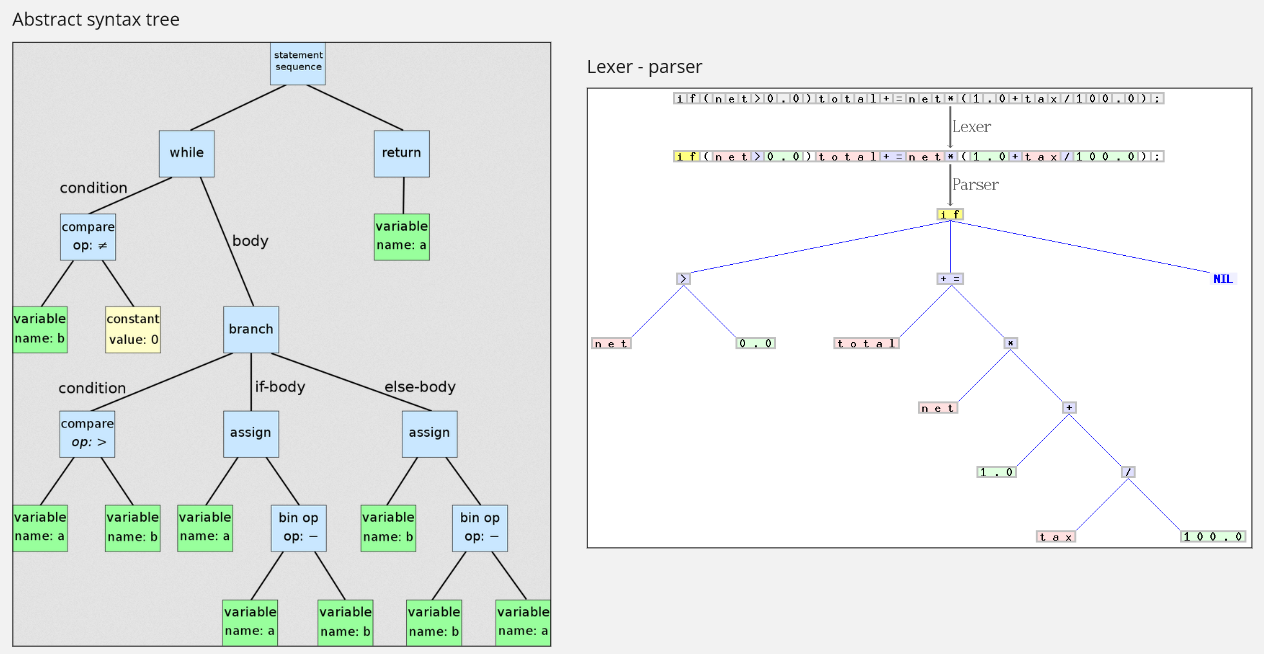 Abstract syntax tree
statement
sequence
while
return
condition
compare
op: ≠
body
variable
name: a
variable
name: b
constant
value: 0
branch
condition
if-body
else-body
compare
op: >
assign
assign
variable
name: a
variable
name: b
variable
name: a
bin op
op: −
variable
name: b
bin op
op: −
variable
name: a
variable
name: b
variable
name: b
variable
name: a
Lexer - parser
if(net>0.0)total+=net*(1.0+tax/100.0);
Lexer
if(net>0.0)total+=net*(1.0+tax/100.0);
Parser
if
> += NIL
net 0.0 total *
net +
1.0 /
tax 100.0